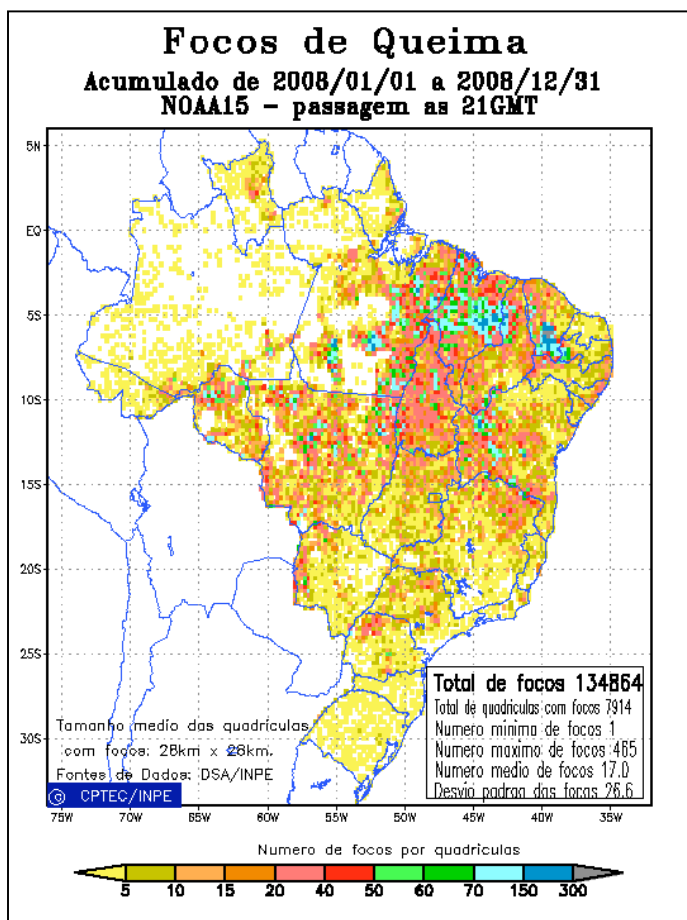 Focos de Queima
Acumulado de 2008/01/01 a 2008/12/31
NOAA15 - passagem as 21GMT
5N
EQ
5S
10S
15S
20S
25S
30S
75W 70W 65W 60W 55W 50W 45W 40W 35W
Total de focos 134864
Total de quadriculas com focos 7914
Numero minima de focos 1
Numero maximo de focos 465
Numero medio de focos 17.0
Desvio padrao dos focos 26.6
Tamanho medio das quadriculas
com focos: 28km x 28km.
Fontes de Dados: DSA/INPE
© CPTEC/INPE
Numero de focos por quadriculas
5 10 15 20 40 50 60 70 150 300